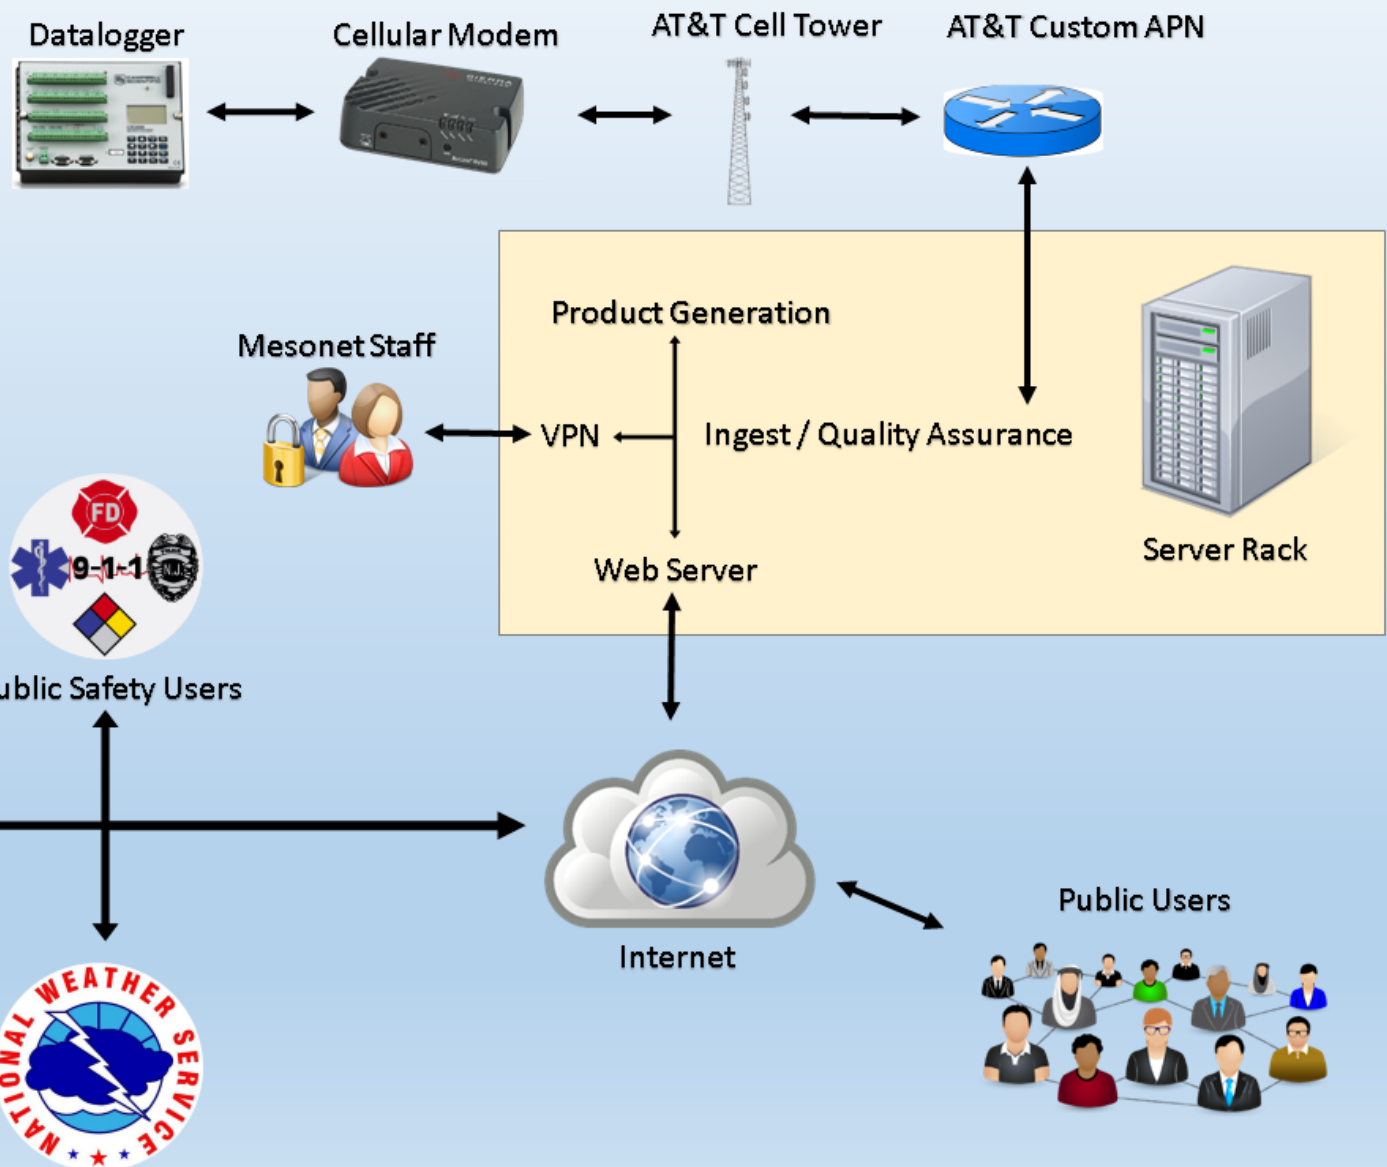 Datalogger
Cellular Modem
AT&T Cell Tower
AT&T Custom APN
SIERRA
Product Generation
Mesonet Staff
VPN
Ingest / Quality Assurance
Server Rack
Web Server
FD
9-1-1
N.J.
ublic Safety Users
Internet
Public Users
NATIONAL WEATHER SERVICE